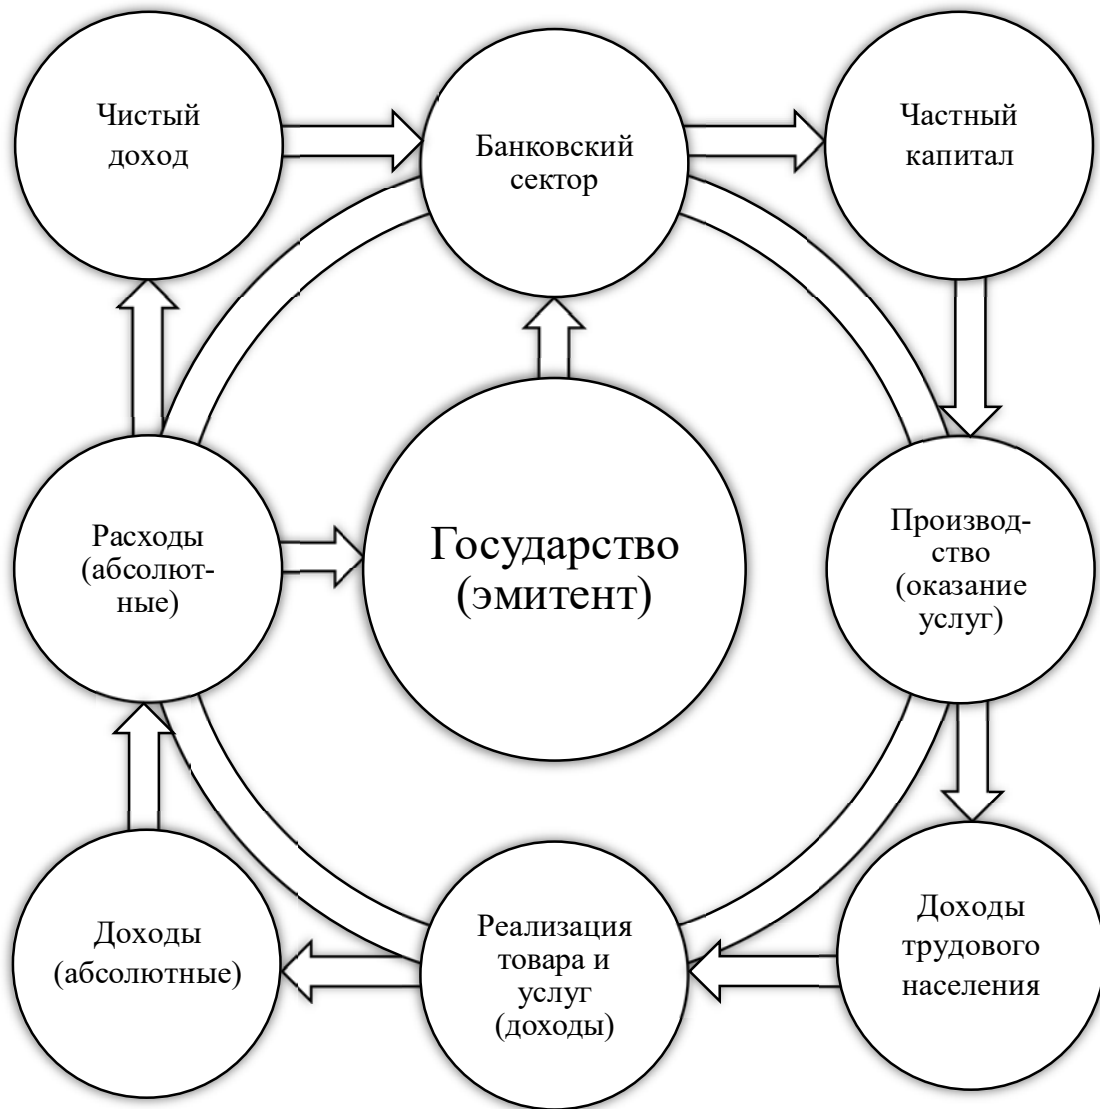 Чистый
доход
Банковский
сектор
Частный
капитал
Расходы
(абсолют-
ные)
Государство
(эмитент)
Производ-
ство
(оказание
услуг)
Доходы
(абсолютные)
Реализация
товара и
услуг
(доходы)
Доходы
трудового
населения